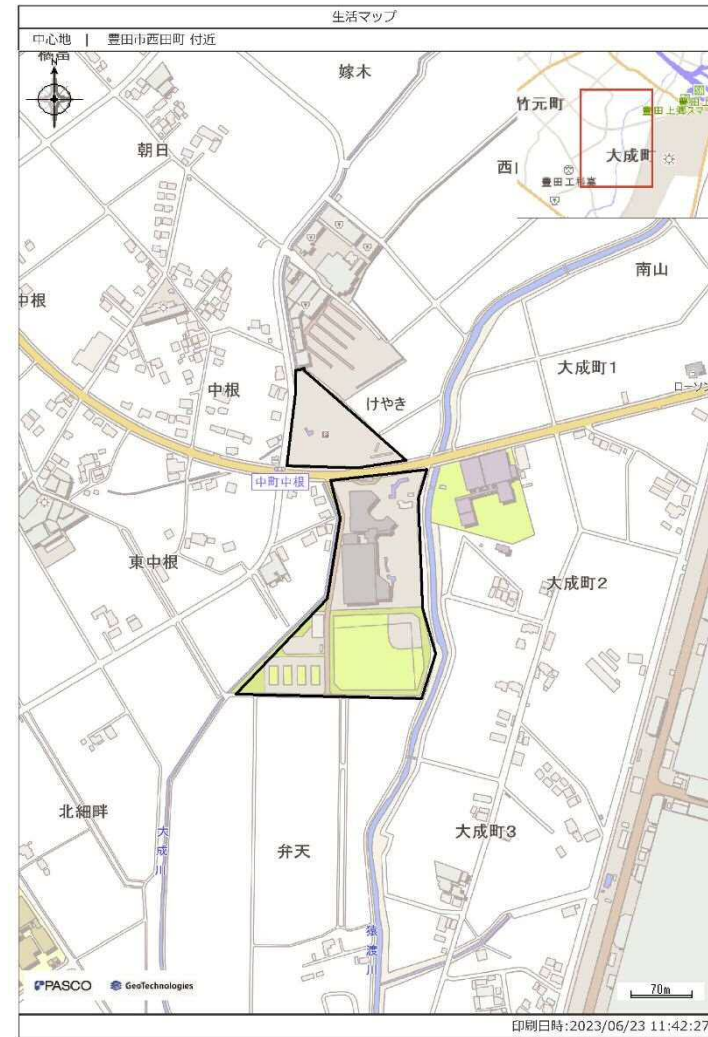 生活マップ
中心地 | 豊田市西田町 付近
N
嫁木
朝日
竹元町
大成町
豊田上郷スマ
西
南山
中根
大成町1
ローソン
中根
けやき
P
中町中根
東中根
大成町2
北細畔
大成川
弁天
大成町3
猿渡川
PASCO
GeoTechnologies
70m
印刷日時:2023/06/23 11:42:27